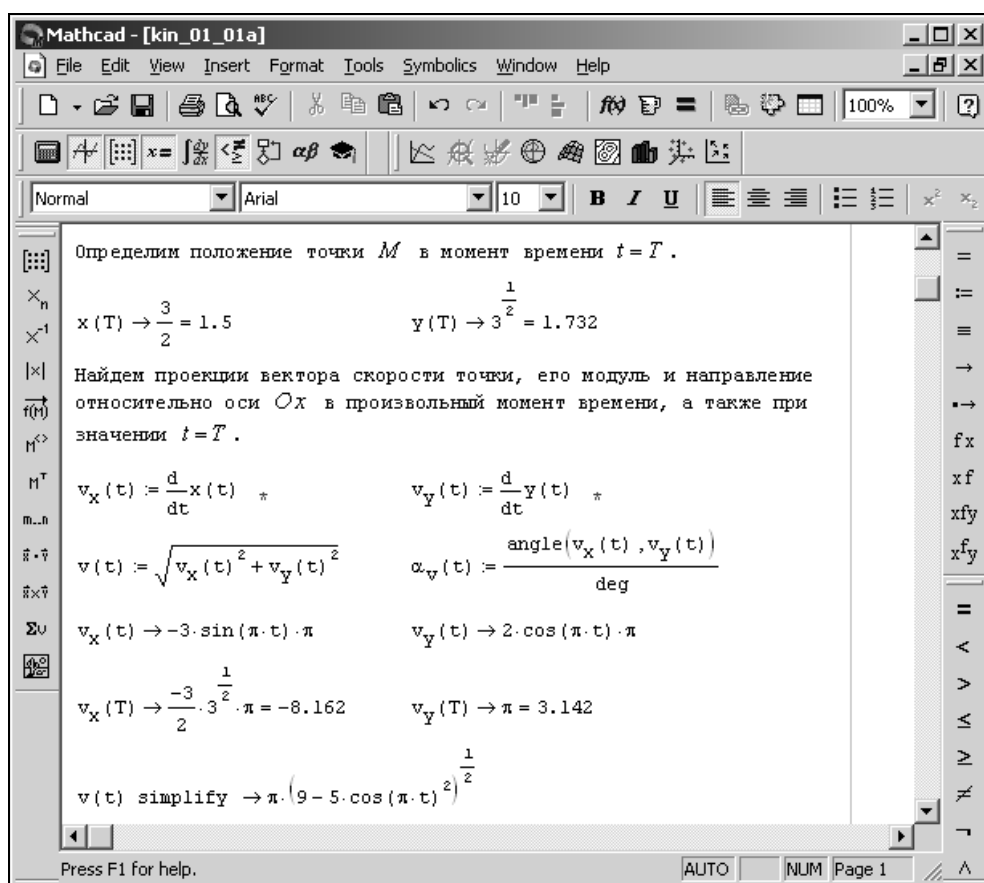 Mathcad - [kin_01_01a]
File Edit View Insert Format Tools Symbolics Window Help
100%
Normal Arial 10 B I U x² x₂
Определим положение точки M в момент времени t = T .
x(T) → 3/2 = 1.5 y(T) → 3^(1/2) = 1.732
Найдем проекции вектора скорости точки, его модуль и направление
относительно оси Ox в произвольный момент времени, а также при
значении t = T .
v_x(t) := d/dt x(t) * v_y(t) := d/dt y(t) *
v(t) := √(v_x(t)² + v_y(t)²) α_v(t) := angle(v_x(t) , v_y(t))/deg
v_x(t) → -3·sin(π·t)·π v_y(t) → 2·cos(π·t)·π
v_x(T) → -3/2·3^(1/2)·π = -8.162 v_y(T) → π = 3.142
v(t) simplify → π·(9 - 5·cos(π·t)²)^(1/2)
Press F1 for help. AUTO NUM Page 1